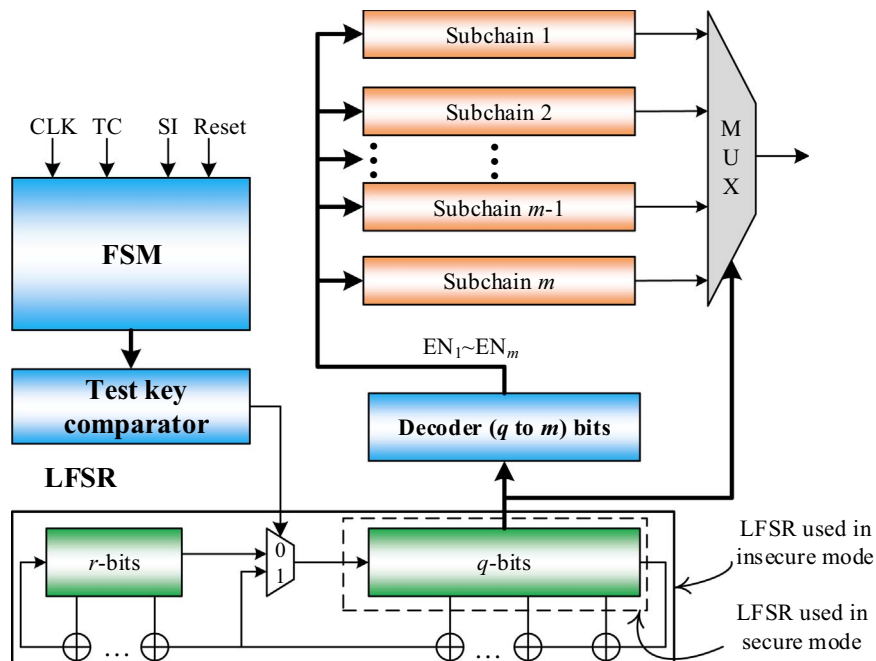 Subchain 1
Subchain 2
Subchain m-1
Subchain m
M
U
X
CLK TC SI Reset
FSM
Test key
comparator
EN₁~ENₘ
Decoder (q to m) bits
LFSR
r-bits
0
1
q-bits
LFSR used in
insecure mode
LFSR used in
secure mode